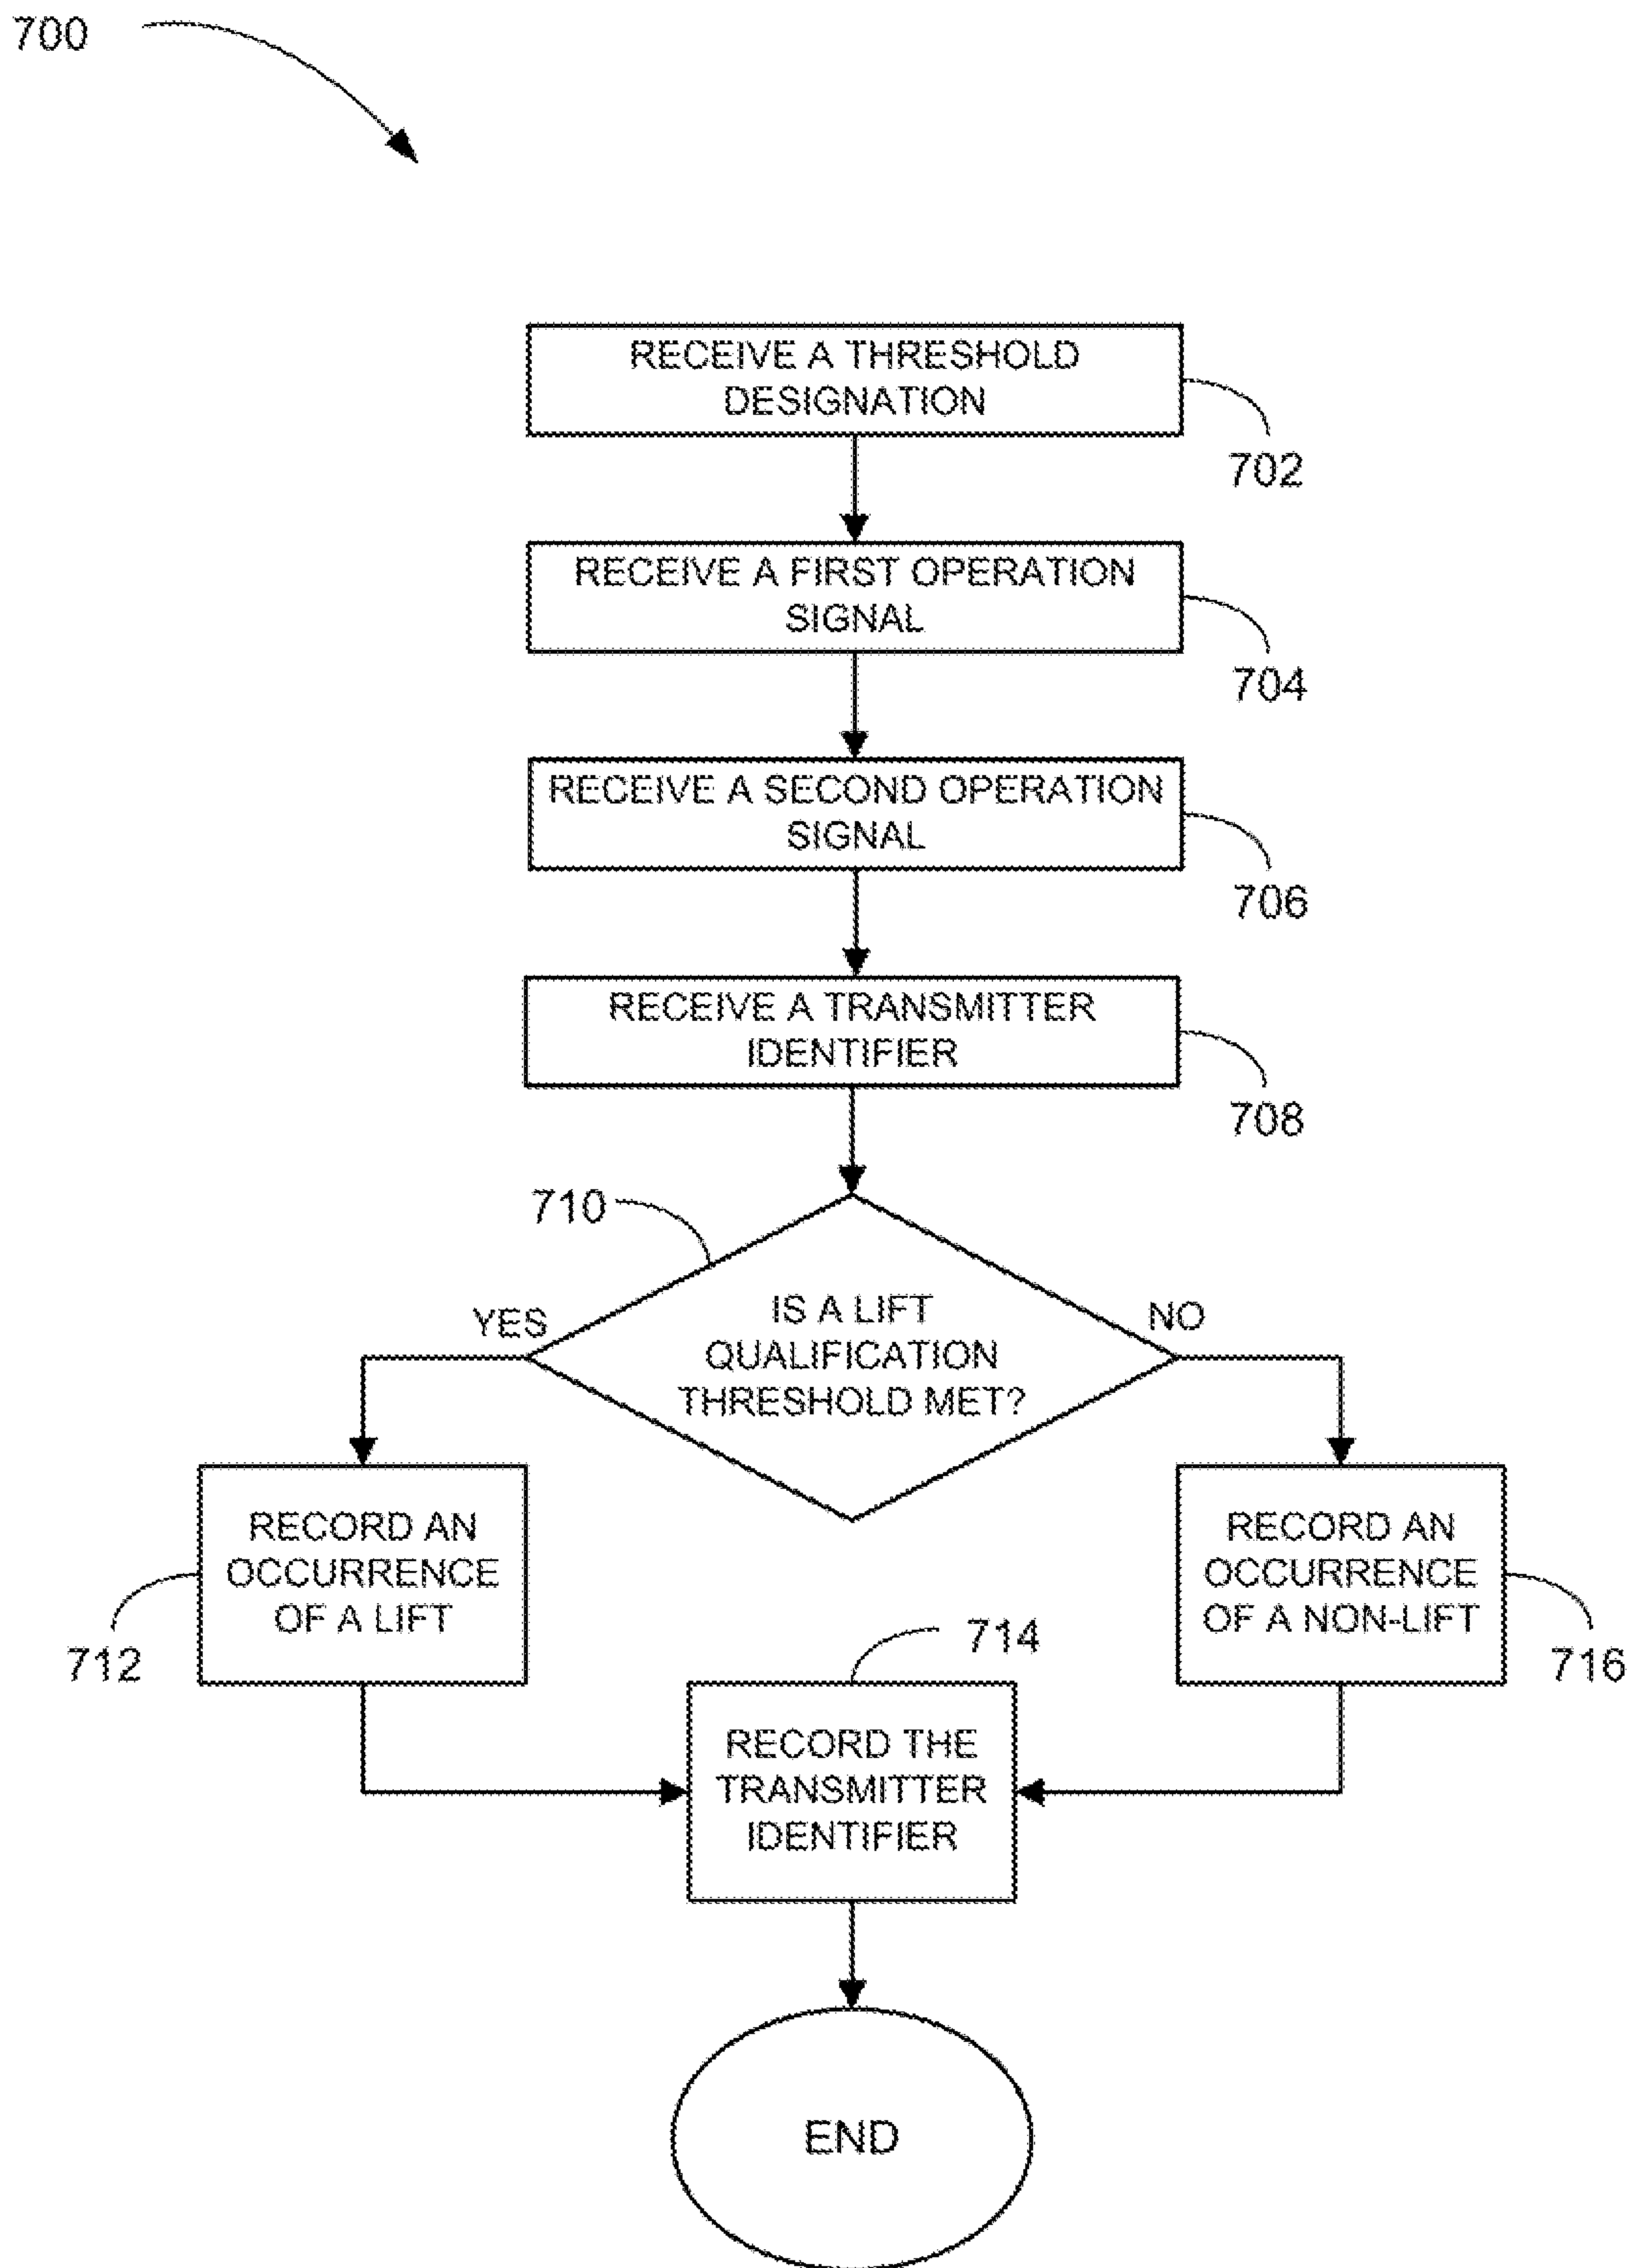 700
RECEIVE A THRESHOLD
DESIGNATION
702
RECEIVE A FIRST OPERATION
SIGNAL
704
RECEIVE A SECOND OPERATION
SIGNAL
706
RECEIVE A TRANSMITTER
IDENTIFIER
708
710
IS A LIFT
QUALIFICATION
THRESHOLD MET?
YES
NO
RECORD AN
OCCURRENCE
OF A LIFT
712
RECORD AN
OCCURRENCE
OF A NON-LIFT
716
714
RECORD THE
TRANSMITTER
IDENTIFIER
END